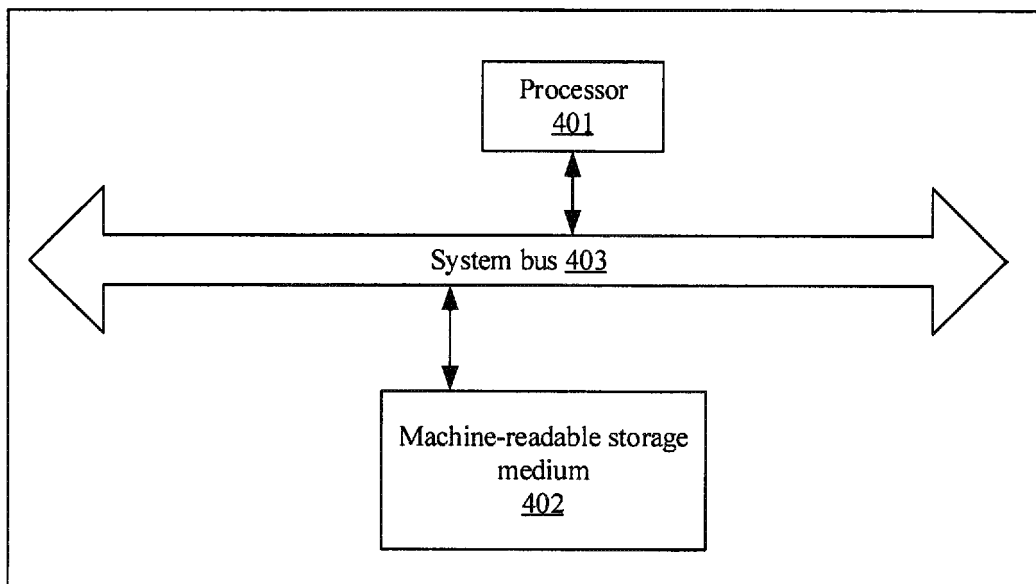 Processor
401
System bus 403
Machine-readable storage
medium
402